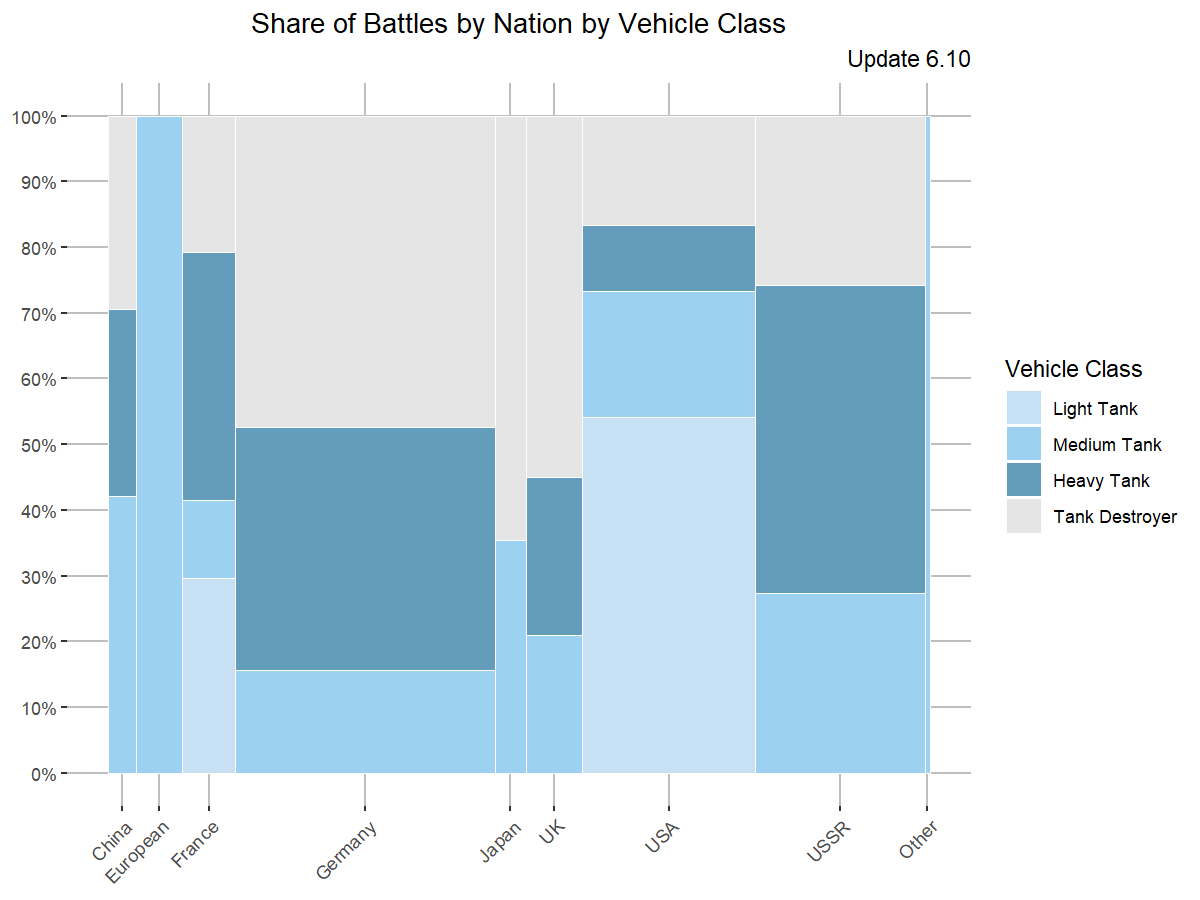 Share of Battles by Nation by Vehicle Class
Update 6.10
100%
90%
80%
70%
60%
50%
40%
30%
20%
10%
0%
China
European
France
Germany
Japan
UK
USA
USSR
Other
Vehicle Class
Light Tank
Medium Tank
Heavy Tank
Tank Destroyer